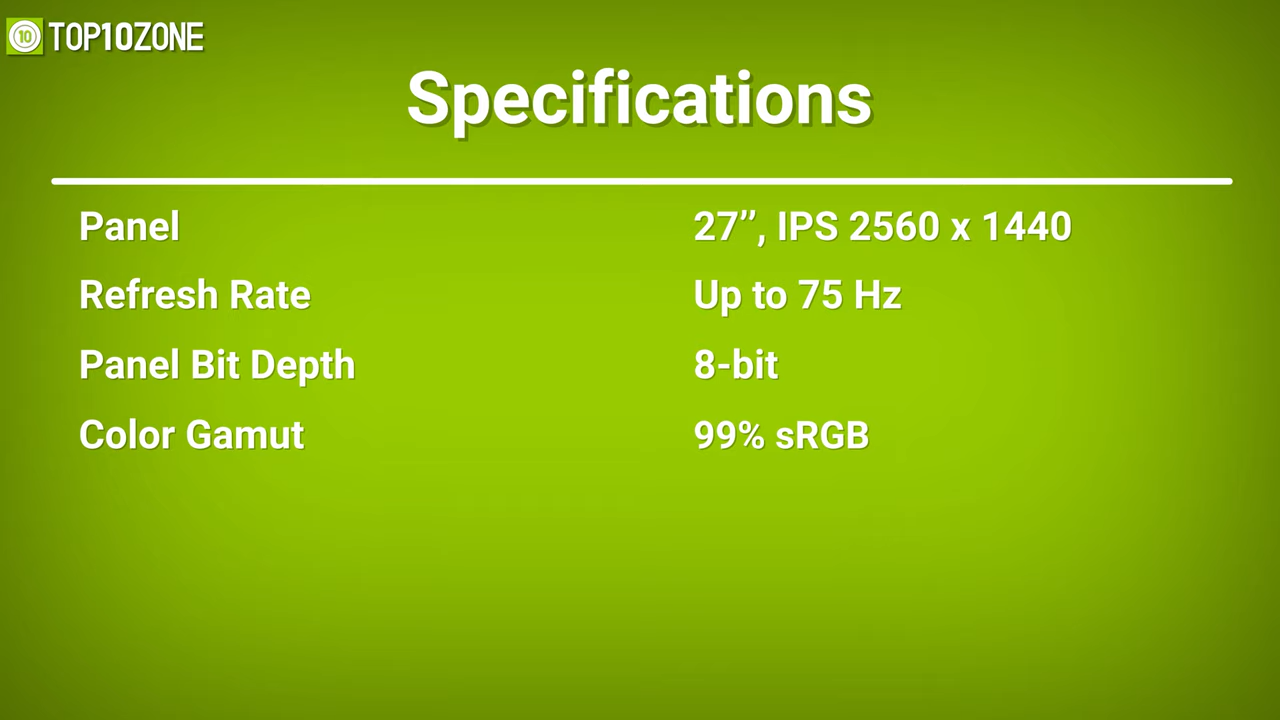 TOP10ZONE
Specifications
Panel 27’’, IPS 2560 x 1440
Refresh Rate Up to 75 Hz
Panel Bit Depth 8-bit
Color Gamut 99% sRGB